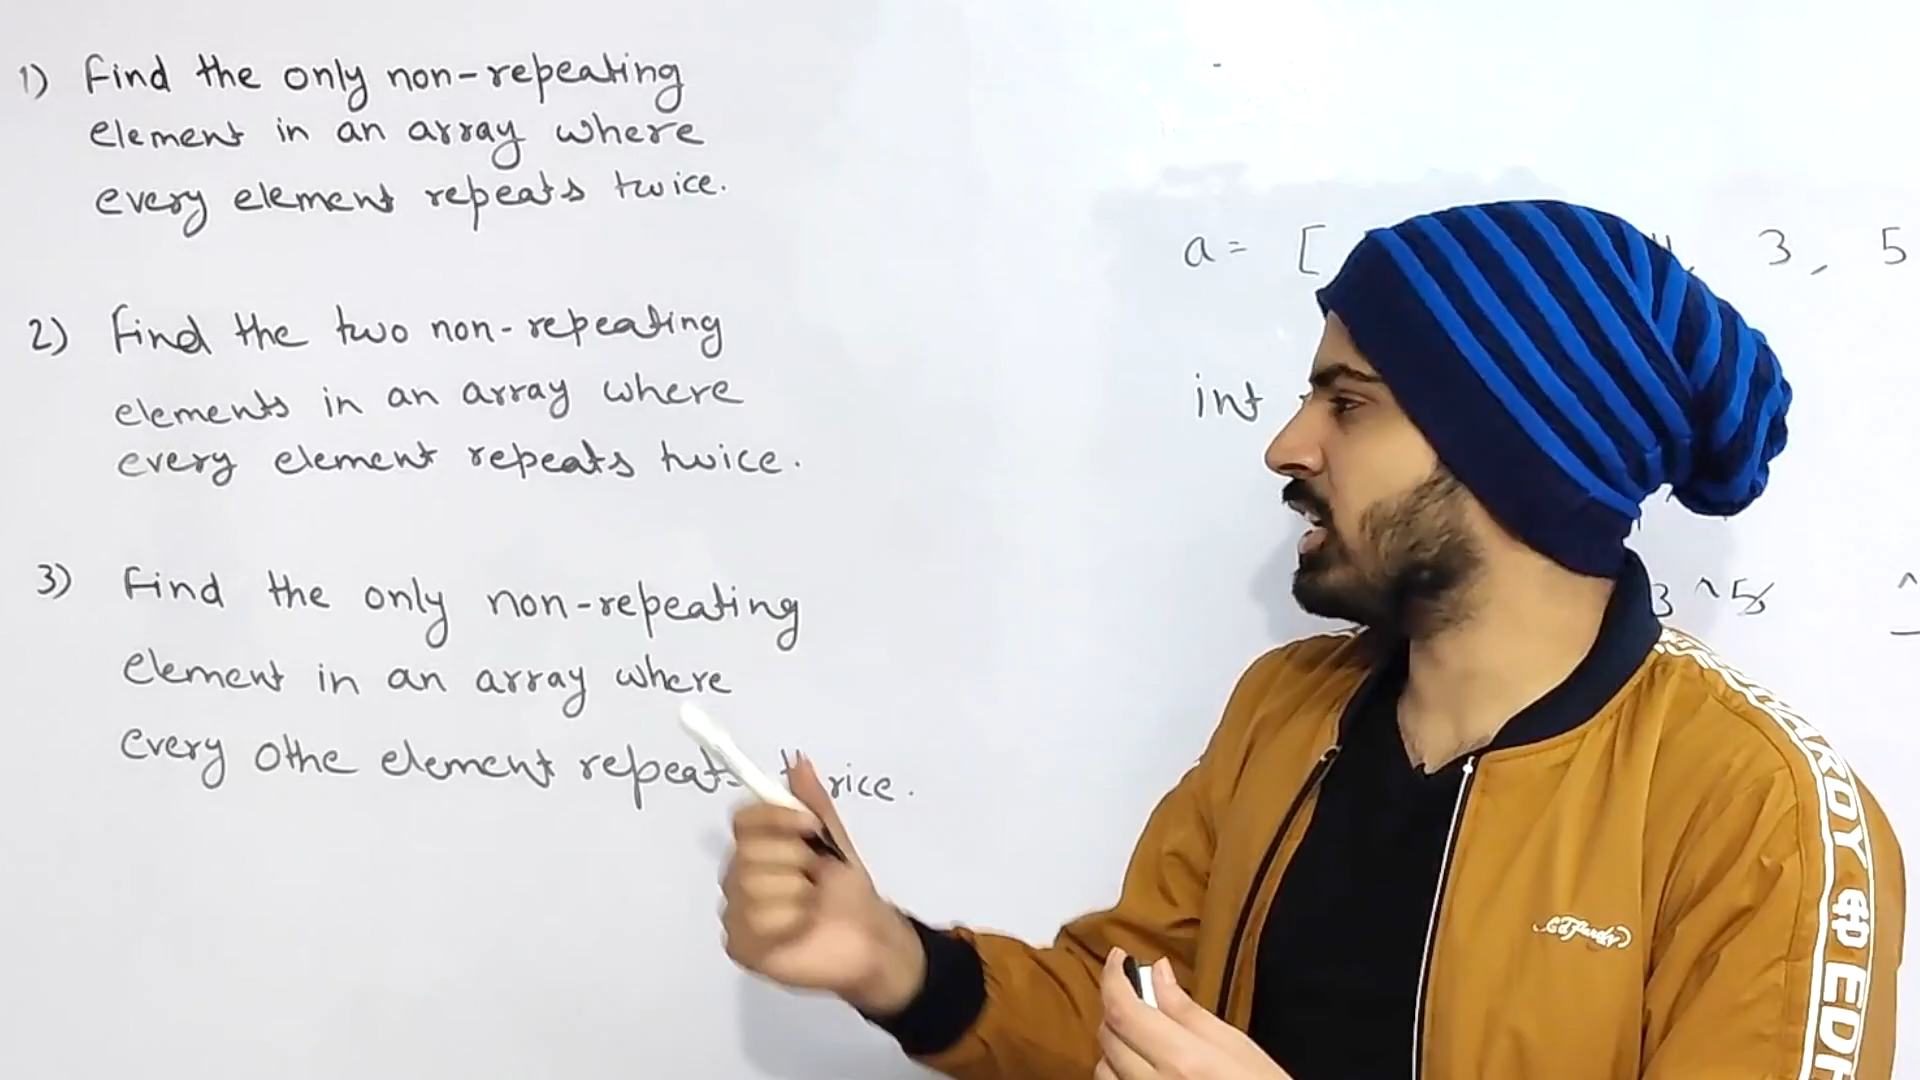 1) Find the only non-repeating
element in an array where
every element repeats twice.
2) Find the two non-repeating
elements in an array where
every element repeats twice.
3) Find the only non-repeating
element in an array where
every othe element repeats
a = [ 3, 5
int
3 ^ 5 ^